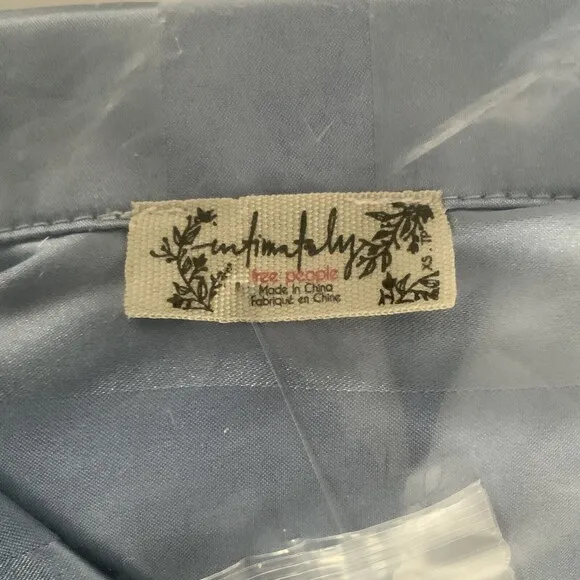 intimately
free people
Made in China
Fabriqué en Chine
XS . TP